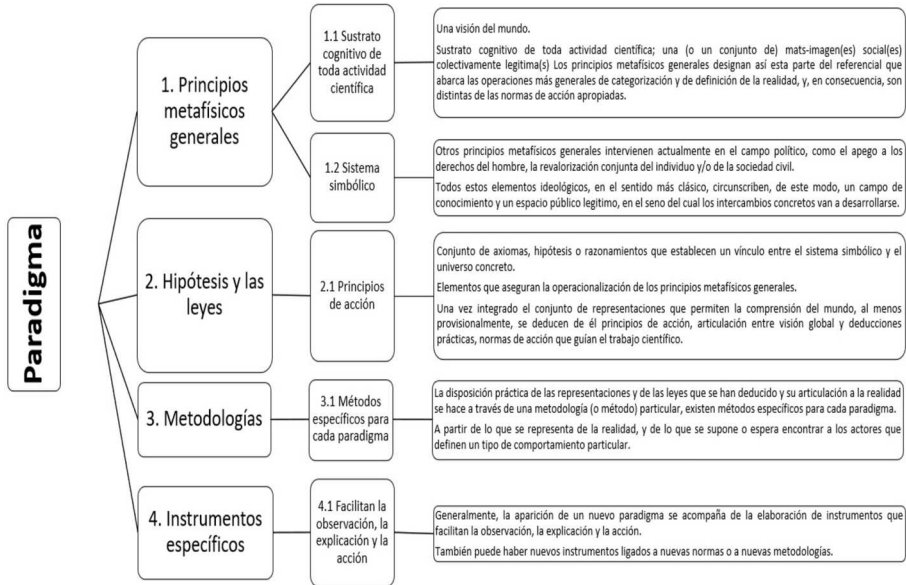 Paradigma
1. Principios
metafísicos
generales
1.1 Sustrato
cognitivo de
toda actividad
científica
Una visión del mundo.
Sustrato cognitivo de toda actividad científica; una (o un conjunto de) mats-imagen(es) social(es)
colectivamente legitima(s) Los principios metafísicos generales designan así esta parte del referencial que
abarca las operaciones más generales de categorización y de definición de la realidad, y, en consecuencia, son
distintas de las normas de acción apropiadas.
1.2 Sistema
simbólico
Otros principios metafísicos generales intervienen actualmente en el campo político, como el apego a los
derechos del hombre, la revalorización conjunta del individuo y/o de la sociedad civil.
Todos estos elementos ideológicos, en el sentido más clásico, circunscriben, de este modo, un campo de
conocimiento y un espacio público legitimo, en el seno del cual los intercambios concretos van a desarrollarse.
2. Hipótesis y las
leyes
2.1 Principios
de acción
Conjunto de axiomas, hipótesis o razonamientos que establecen un vínculo entre el sistema simbólico y el
universo concreto.
Elementos que aseguran la operacionalización de los principios metafísicos generales.
Una vez integrado el conjunto de representaciones que permiten la comprensión del mundo, al menos
provisionalmente, se deducen de él principios de acción, articulación entre visión global y deducciones
prácticas, normas de acción que guían el trabajo científico.
3. Metodologías
3.1 Métodos
específicos para
cada paradigma
La disposición práctica de las representaciones y de las leyes que se han deducido y su articulación a la realidad
se hace a través de una metodología (o método) particular, existen métodos específicos para cada paradigma.
A partir de lo que se representa de la realidad, y de lo que se supone o espera encontrar a los actores que
definen un tipo de comportamiento particular.
4. Instrumentos
específicos
4.1 Facilitan la
observación, la
explicación y la
acción
Generalmente, la aparición de un nuevo paradigma se acompaña de la elaboración de instrumentos que
facilitan la observación, la explicación y la acción.
También puede haber nuevos instrumentos ligados a nuevas normas o a nuevas metodologías.